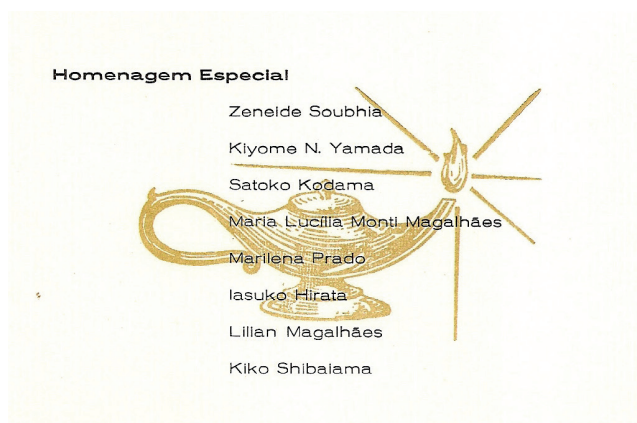 Homenagem Especial
Zeneide Soubhia
Kiyome N. Yamada
Satoko Kodama
Maria Lucília Monti Magalhães
Marilena Prado
Iasuko Hirata
Lilian Magalhães
Kiko Shibaiama